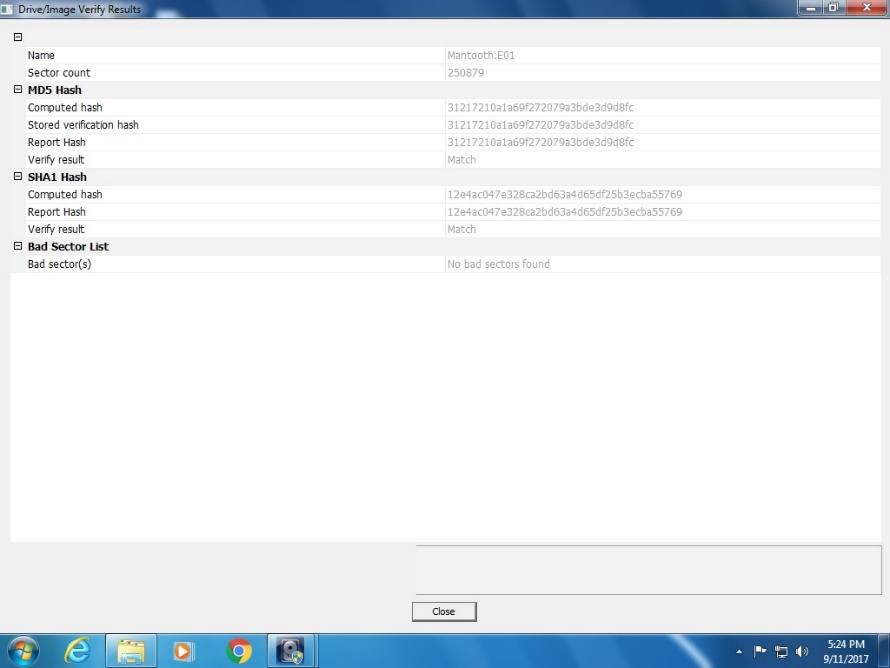 Drive/Image Verify Results
Name Mantooth.E01
Sector count 250879
MD5 Hash
Computed hash 31217210a1a69f272079a3bde3d9d8fc
Stored verification hash 31217210a1a69f272079a3bde3d9d8fc
Report Hash 31217210a1a69f272079a3bde3d9d8fc
Verify result Match
SHA1 Hash
Computed hash 12e4ac047e328ca2bd63a4d65df25b3ecba55769
Report Hash 12e4ac047e328ca2bd63a4d65df25b3ecba55769
Verify result Match
Bad Sector List
Bad sector(s) No bad sectors found
Close
5:24 PM
9/11/2017